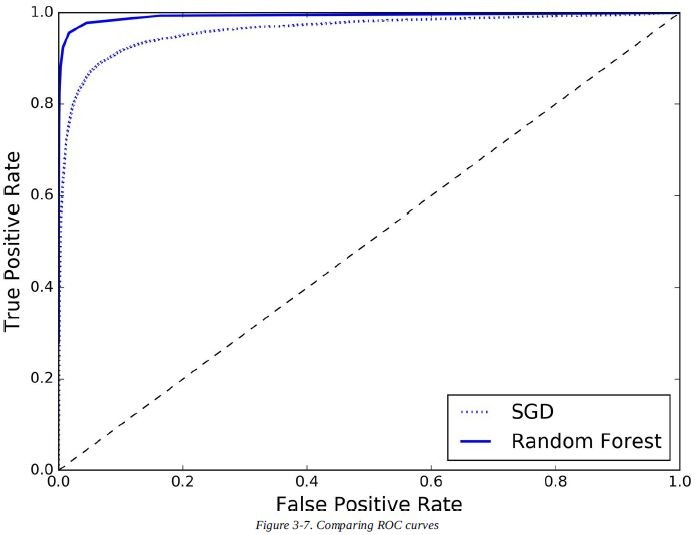 1.0
0.8
0.6
0.4
0.2
0.0
True Positive Rate
SGD
Random Forest
0.0 0.2 0.4 0.6 0.8 1.0
False Positive Rate
Figure 3-7. Comparing ROC curves